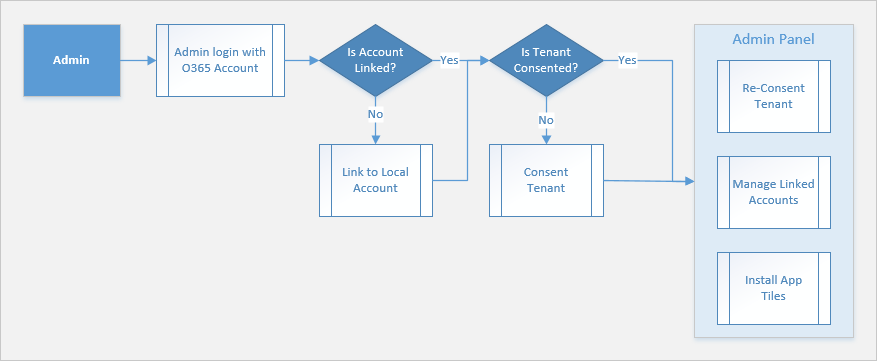 Admin
Admin login with
O365 Account
Is Account
Linked?
Yes
No
Link to Local
Account
Is Tenant
Consented?
Yes
No
Consent
Tenant
Admin Panel
Re-Consent
Tenant
Manage Linked
Accounts
Install App
Tiles